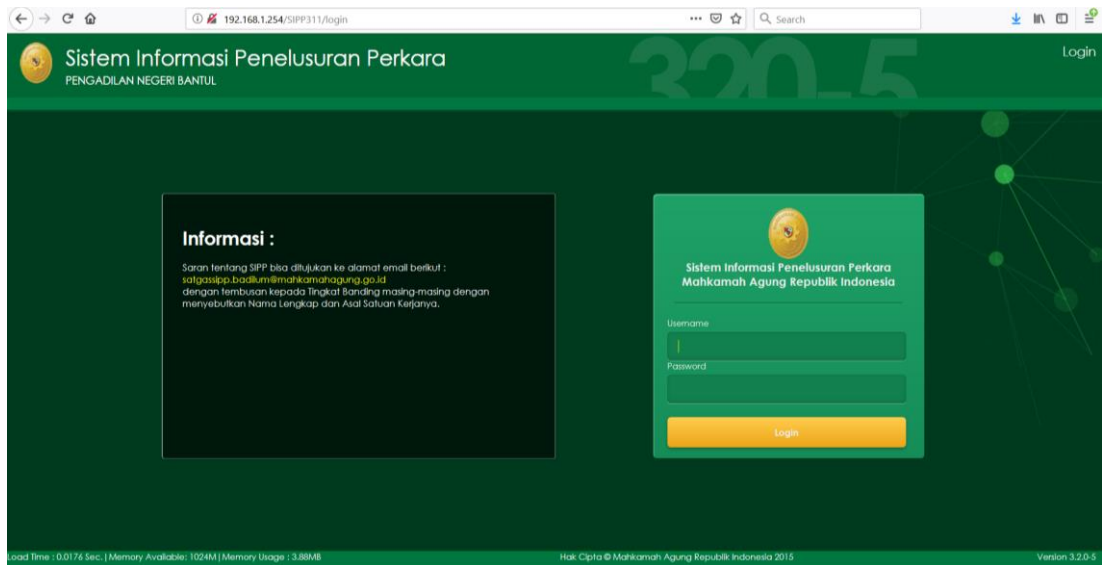 192.168.1.254/SIPP311/login
Search
Sistem Informasi Penelusuran Perkara
PENGADILAN NEGERI BANTUL
320-5
Login
Informasi :
Saran tentang SIPP bisa ditujukan ke alamat email berikut :
satgassipp.badilum@mahkamahagung.go.id
dengan tembusan kepada Tingkat Banding masing-masing dengan
menyebutkan Nama Lengkap dan Asal Satuan Kerjanya.
Sistem Informasi Penelusuran Perkara
Mahkamah Agung Republik Indonesia
Username
Password
Login
Load Time : 0.0176 Sec. | Memory Available: 1024M | Memory Usage : 3.88MB
Hak Cipta © Mahkamah Agung Republik Indonesia 2015
Version 3.2.0-5